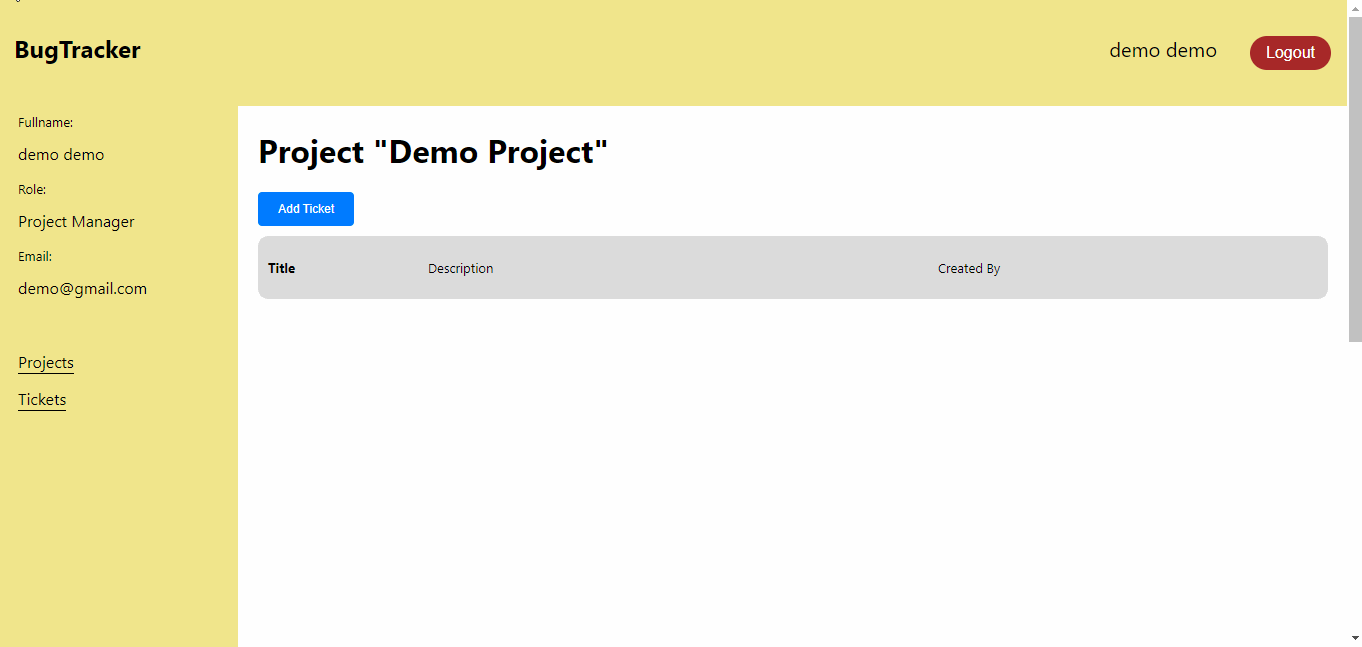 BugTracker
demo demo
Logout
Fullname:
demo demo
Role:
Project Manager
Email:
demo@gmail.com
Projects
Tickets
Project "Demo Project"
Add Ticket
Title Description Created By